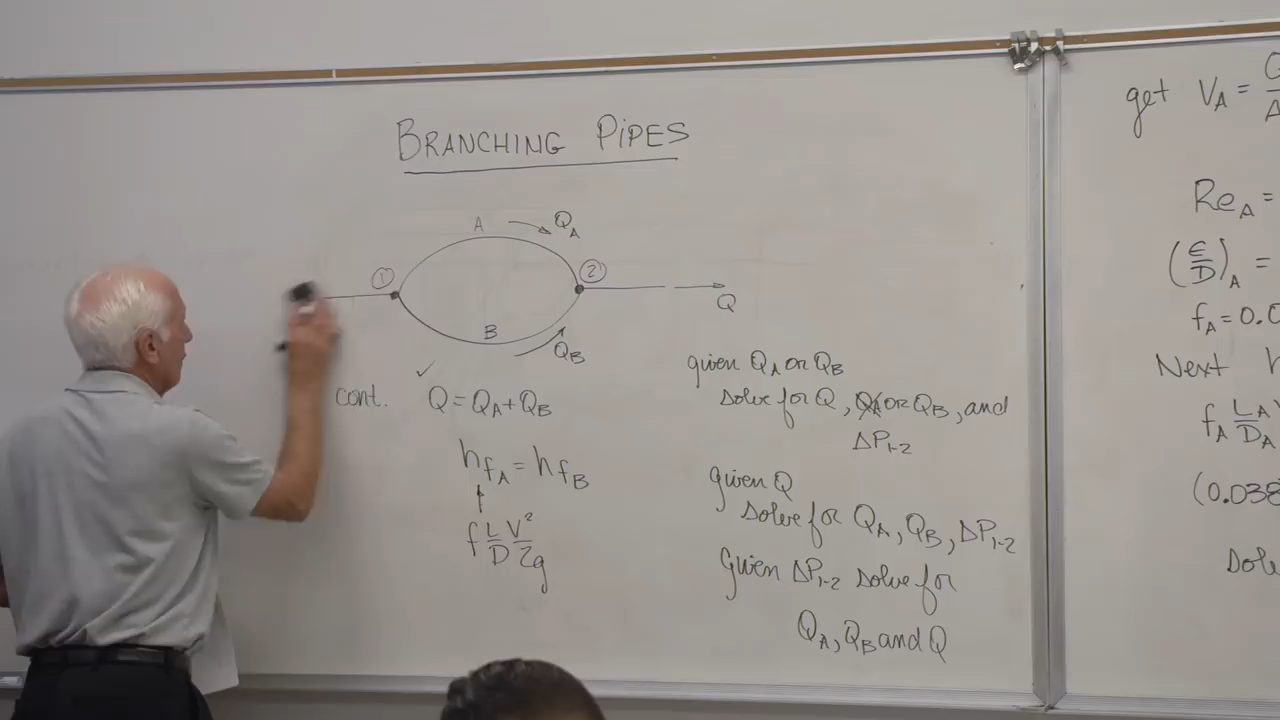 BRANCHING PIPES
A
QA
①
②
Q
B
QB
cont. ✓ Q = QA + QB
hfA = hfB
f L/D V²/2g
given QA or QB
solve for Q, QA or QB, and
ΔP1-2
given Q
solve for QA, QB, ΔP1-2
Given ΔP1-2 solve for
QA, QB and Q
get VA =
ReA =
(ϵ/D)A =
fA = 0.0
Next
fA LA/DA
(0.038